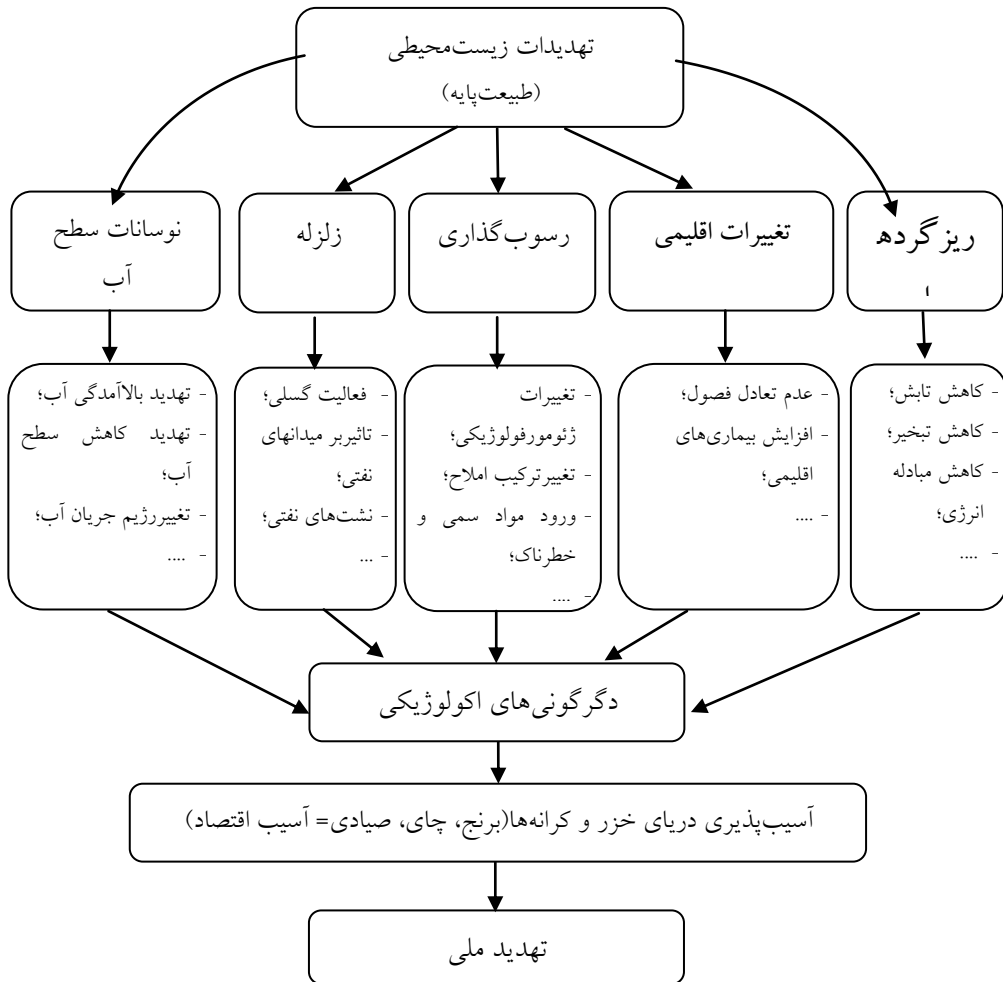 تهدیدات زیست‌محیطی
(طبیعت‌پایه)
ریزگرده
ا
تغییرات اقلیمی
رسوب‌گذاری
زلزله
نوسانات سطح
آب
- کاهش تابش؛
- کاهش تبخیر؛
- کاهش مبادله
انرژی؛
- ....
- عدم تعادل فصول؛
- افزایش بیماری‌های
اقلیمی؛
- ....
- تغییرات
ژئومورفولوژیکی؛
- تغییرترکیب املاح؛
- ورود مواد سمی و
خطرناک؛
- ....
- فعالیت گسلی؛
- تاثیربر میدانهای
نفتی؛
- نشت‌های نفتی؛
- ...
- تهدید بالاآمدگی آب؛
- تهدید کاهش سطح
آب؛
- تغییررژیم جریان آب؛
- ....
دگرگونی‌های اکولوژیکی
آسیب‌پذیری دریای خزر و کرانه‌ها(برنج، چای، صیادی= آسیب اقتصاد)
تهدید ملی